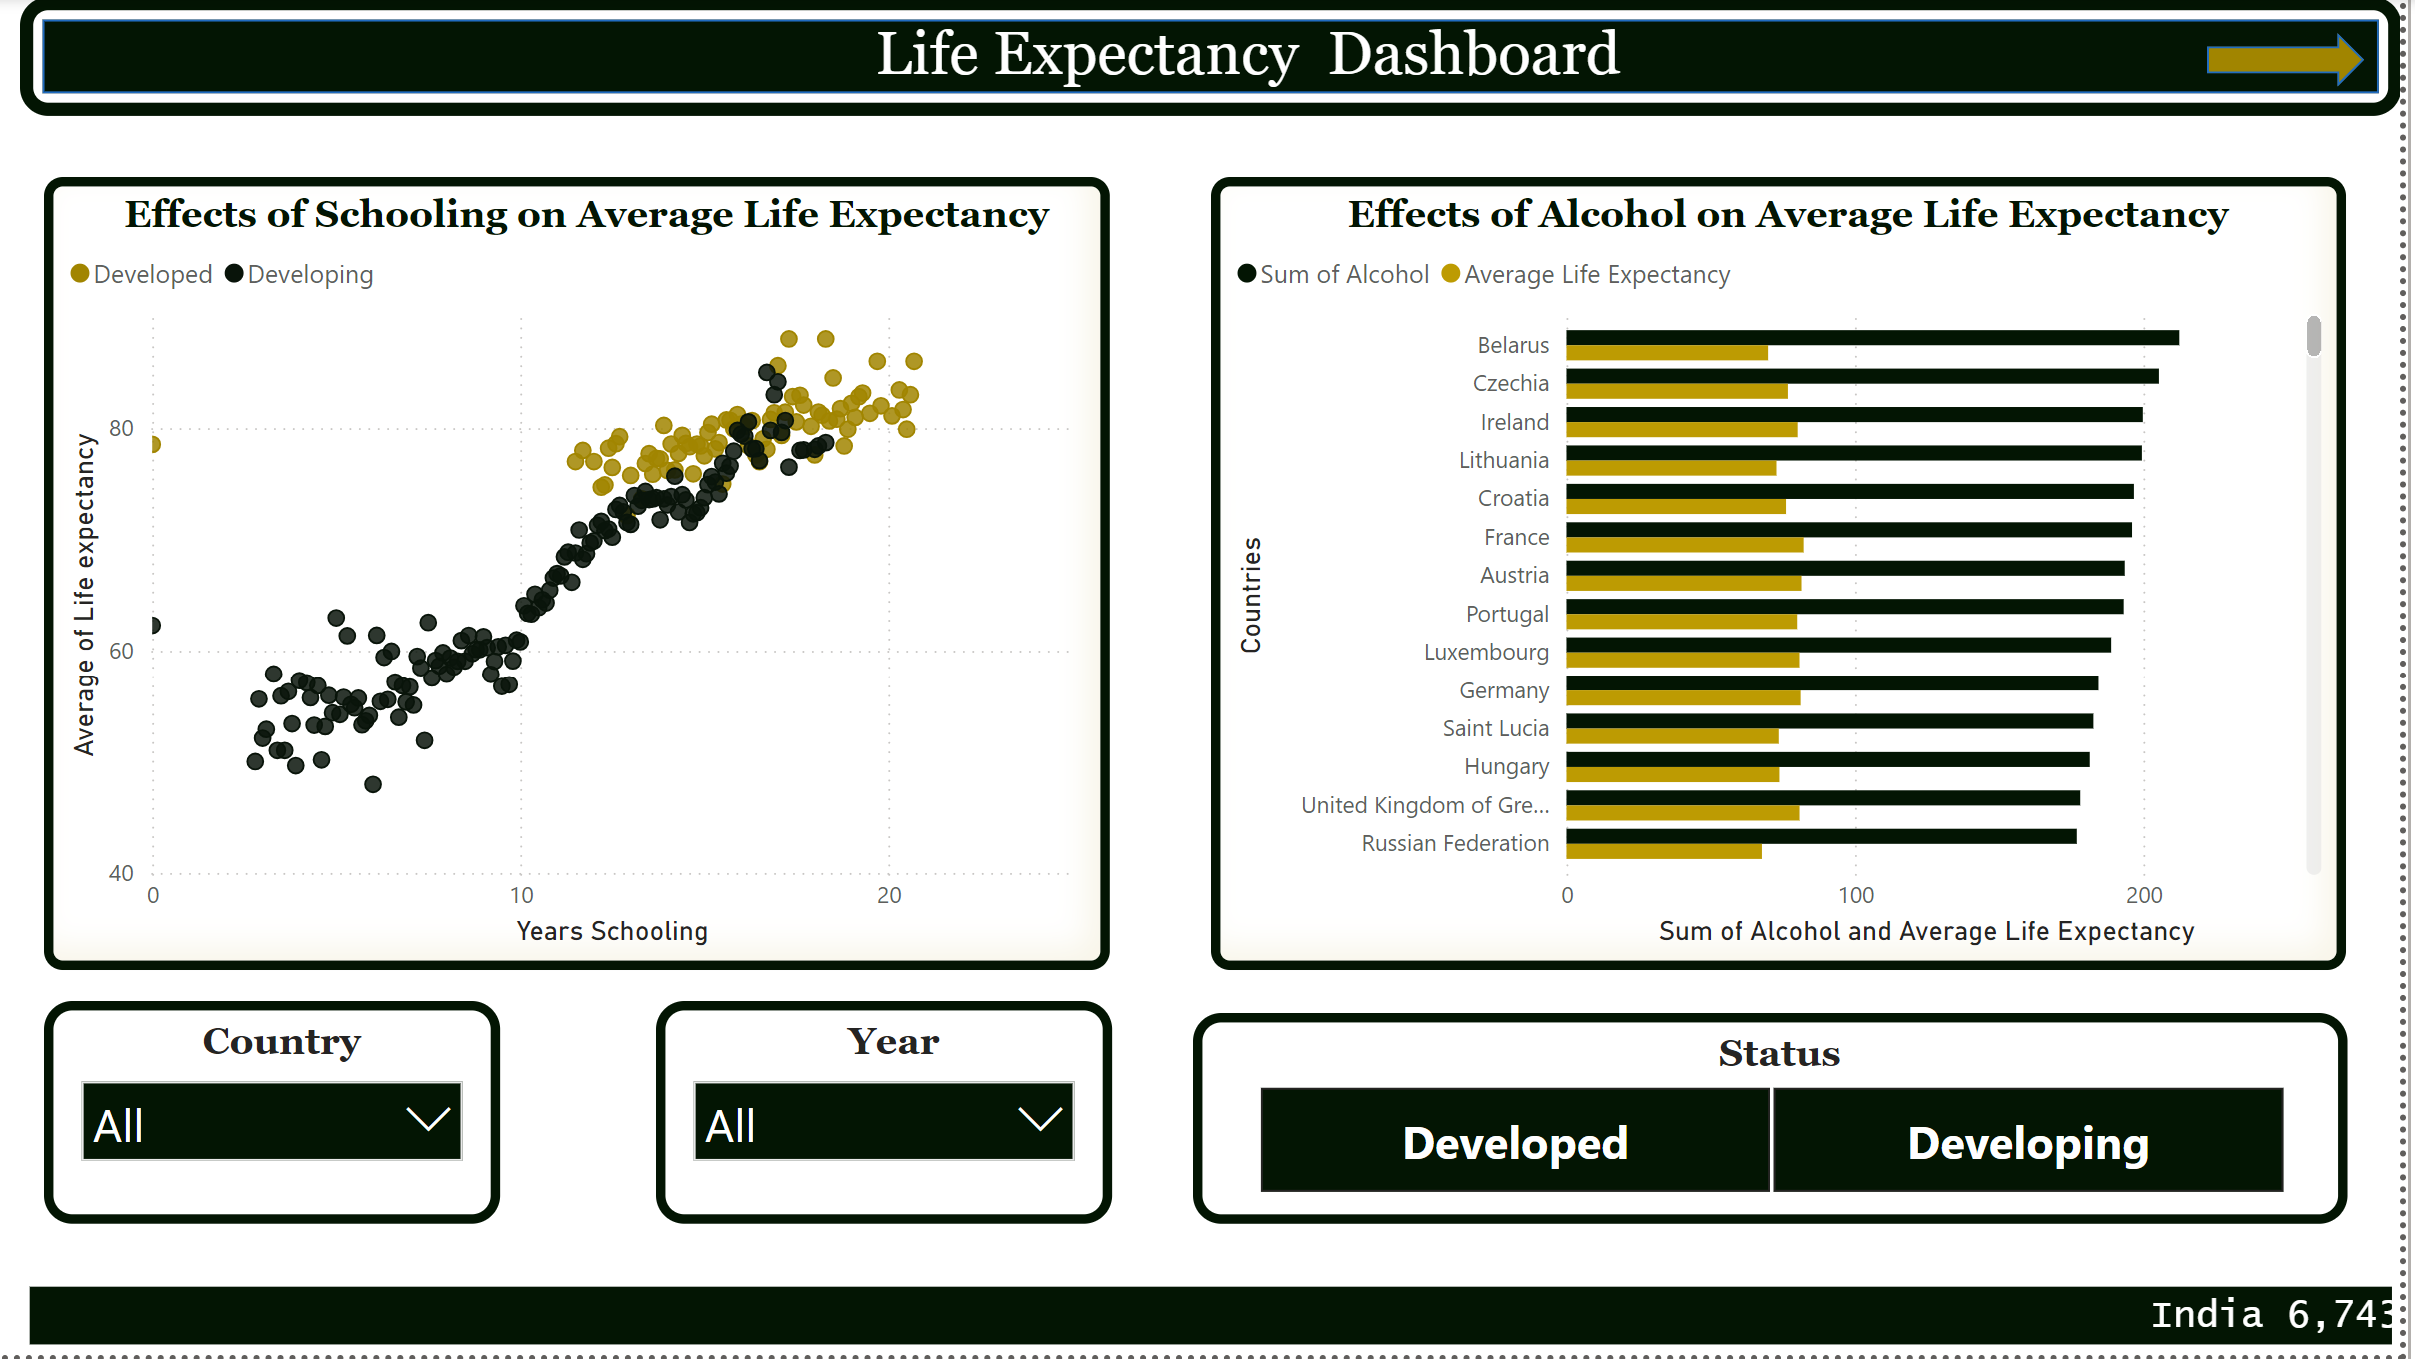 Life Expectancy Dashboard
Effects of Schooling on Average Life Expectancy
Developed Developing
Average of Life expectancy
80
60
40
0 10 20
Years Schooling
Effects of Alcohol on Average Life Expectancy
Sum of Alcohol Average Life Expectancy
Countries
Belarus
Czechia
Ireland
Lithuania
Croatia
France
Austria
Portugal
Luxembourg
Germany
Saint Lucia
Hungary
United Kingdom of Gre...
Russian Federation
0 100 200
Sum of Alcohol and Average Life Expectancy
Country
All
Year
All
Status
Developed Developing
India 6,743